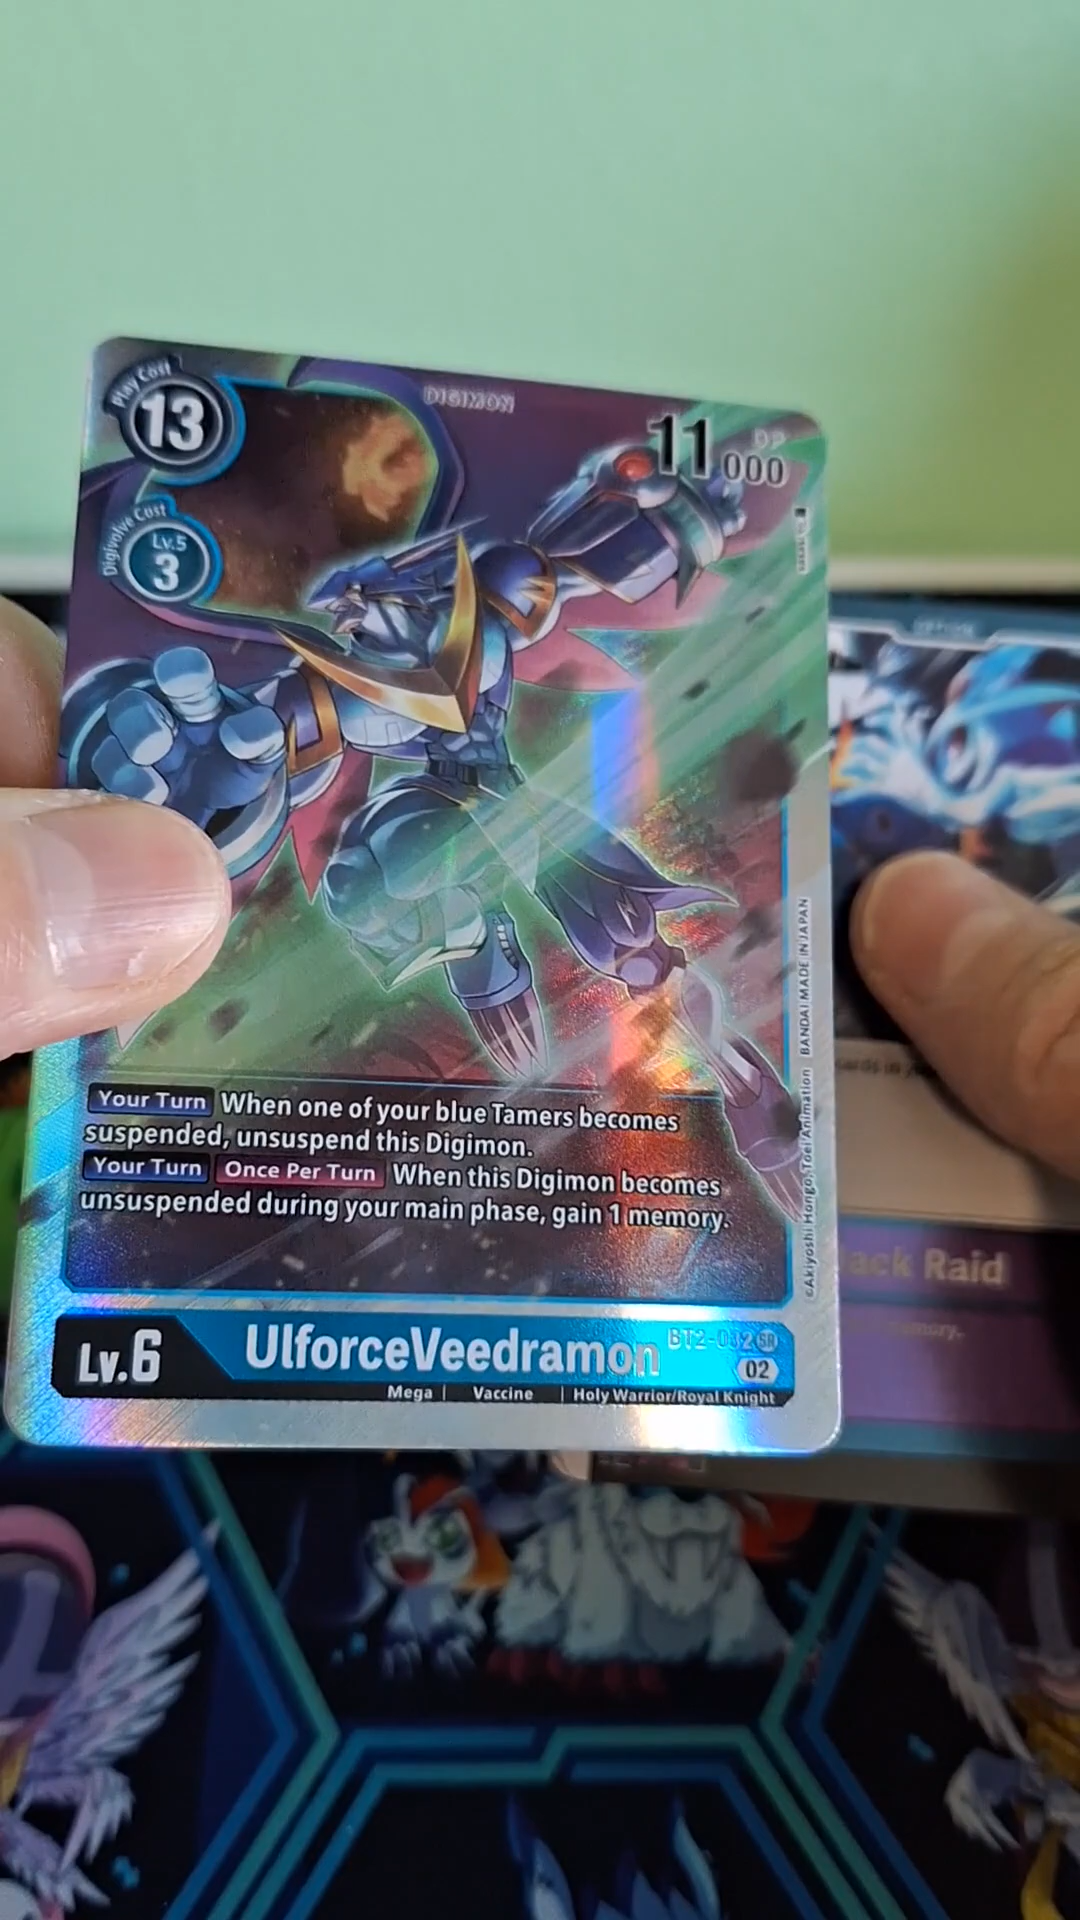 Play Cost
13
DIGIMON
11000
DP
Digivolve Cost
Lv.5
3
Your Turn When one of your blue Tamers becomes
suspended, unsuspend this Digimon.
Your Turn Once Per Turn When this Digimon becomes
unsuspended during your main phase, gain 1 memory.
©Akiyoshi Hongo, Toei Animation BANDAI MADE IN JAPAN
Lv.6
UlforceVeedramon
BT2-032 SR
02
Mega | Vaccine | Holy Warrior/Royal Knight
Raid